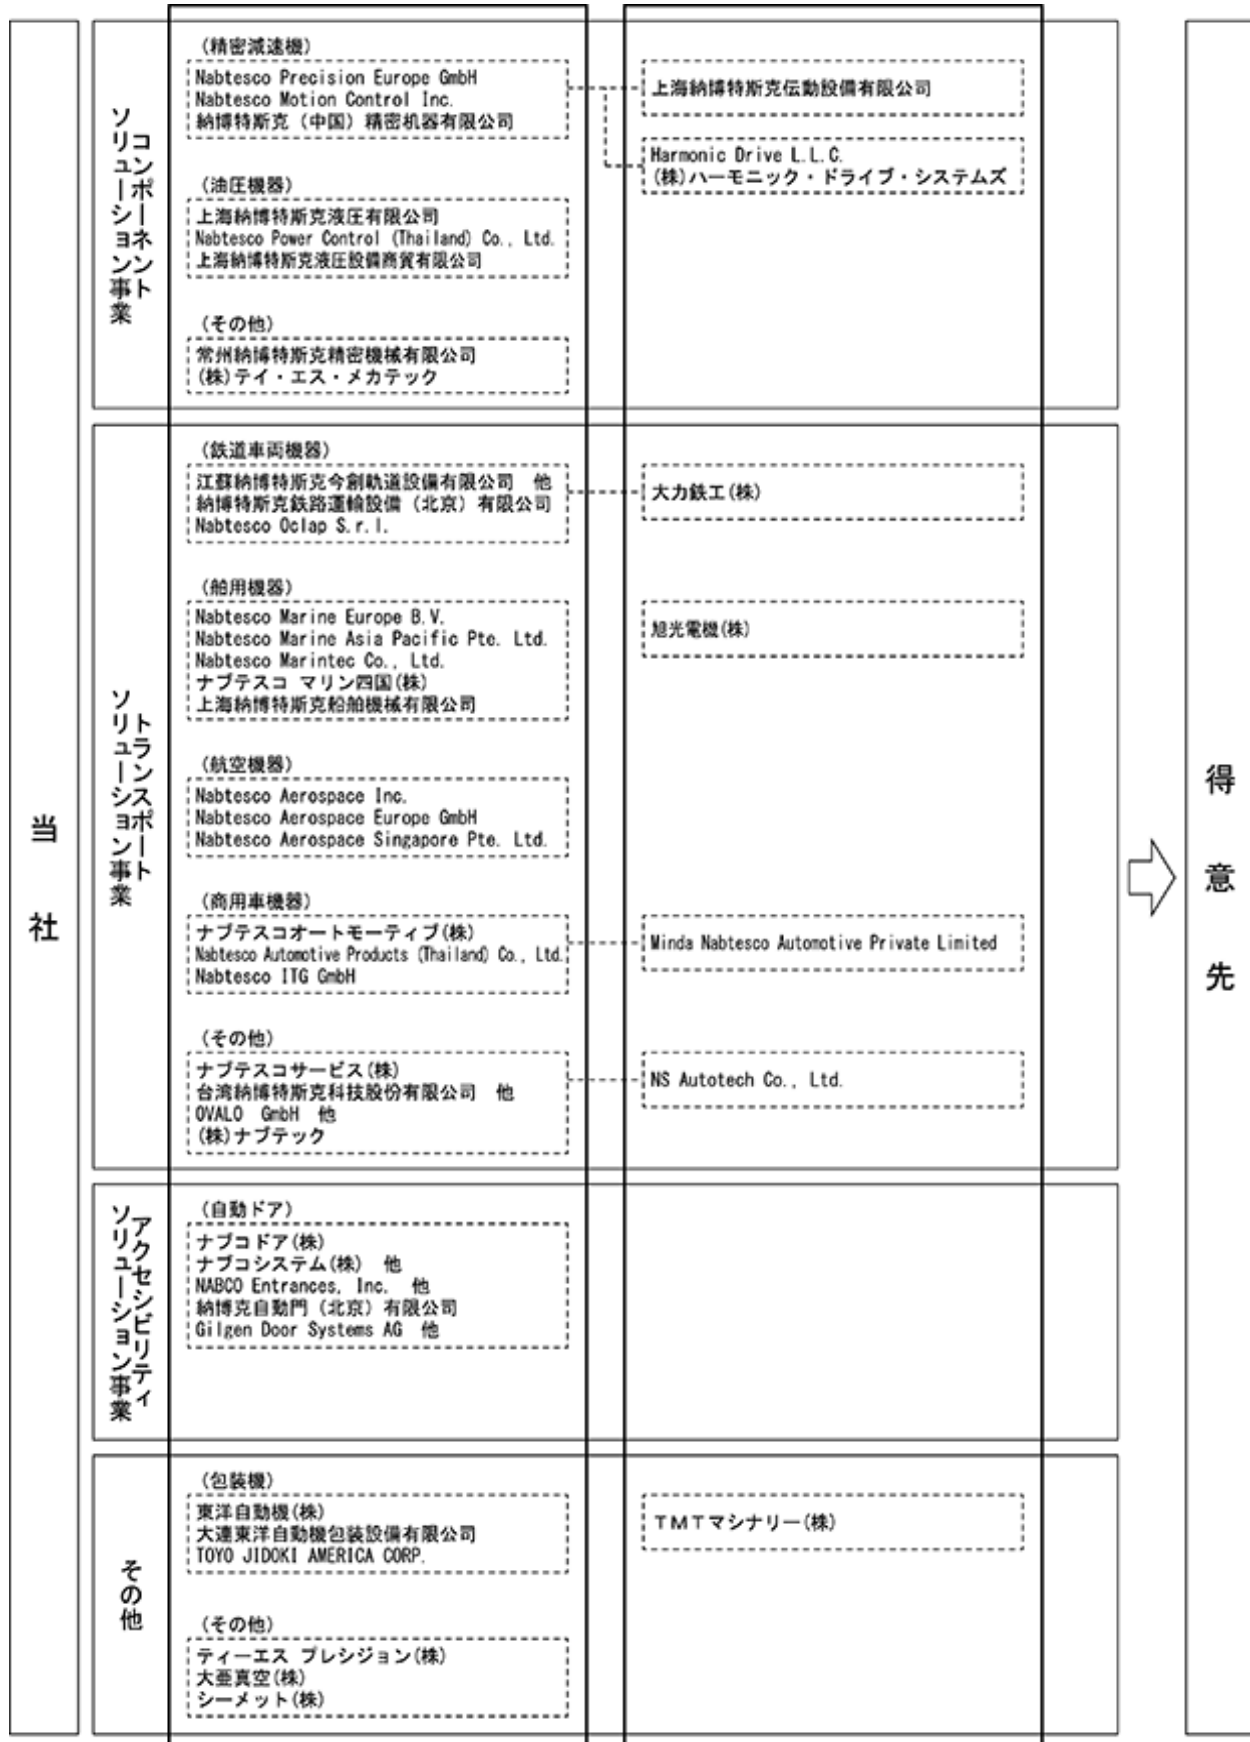 当社
コンポーネント
ソリューション事業
(精密減速機)
Nabtesco Precision Europe GmbH
Nabtesco Motion Control Inc.
納博特斯克（中国）精密机器有限公司
上海納博特斯克伝動設備有限公司
Harmonic Drive L.L.C.
(株)ハーモニック・ドライブ・システムズ
(油圧機器)
上海納博特斯克液圧有限公司
Nabtesco Power Control (Thailand) Co., Ltd.
上海納博特斯克液圧設備商貿有限公司
(その他)
常州納博特斯克精密機械有限公司
(株)テイ・エス・メカテック
トランスポート
ソリューション事業
(鉄道車両機器)
江蘇納博特斯克今創軌道設備有限公司　他
納博特斯克鉄路運輸設備（北京）有限公司
Nabtesco Oclap S.r.l.
大力鉄工(株)
(舶用機器)
Nabtesco Marine Europe B.V.
Nabtesco Marine Asia Pacific Pte. Ltd.
Nabtesco Marintec Co., Ltd.
ナブテスコ マリン四国(株)
上海納博特斯克船舶機械有限公司
旭光電機(株)
(航空機器)
Nabtesco Aerospace Inc.
Nabtesco Aerospace Europe GmbH
Nabtesco Aerospace Singapore Pte. Ltd.
(商用車機器)
ナブテスコオートモーティブ(株)
Nabtesco Automotive Products (Thailand) Co., Ltd.
Nabtesco ITG GmbH
Minda Nabtesco Automotive Private Limited
(その他)
ナブテスコサービス(株)
台湾納博特斯克科技股份有限公司　他
OVALO GmbH　他
(株)ナブテック
NS Autotech Co., Ltd.
アクセシビリティ
ソリューション事業
(自動ドア)
ナブコドア(株)
ナブコシステム(株)　他
NABCO Entrances, Inc.　他
納博克自動門（北京）有限公司
Gilgen Door Systems AG　他
その他
(包装機)
東洋自動機(株)
大連東洋自動機包装設備有限公司
TOYO JIDOKI AMERICA CORP.
ＴＭＴマシナリー(株)
(その他)
ティーエス プレシジョン(株)
大亜真空(株)
シーメット(株)
得意先